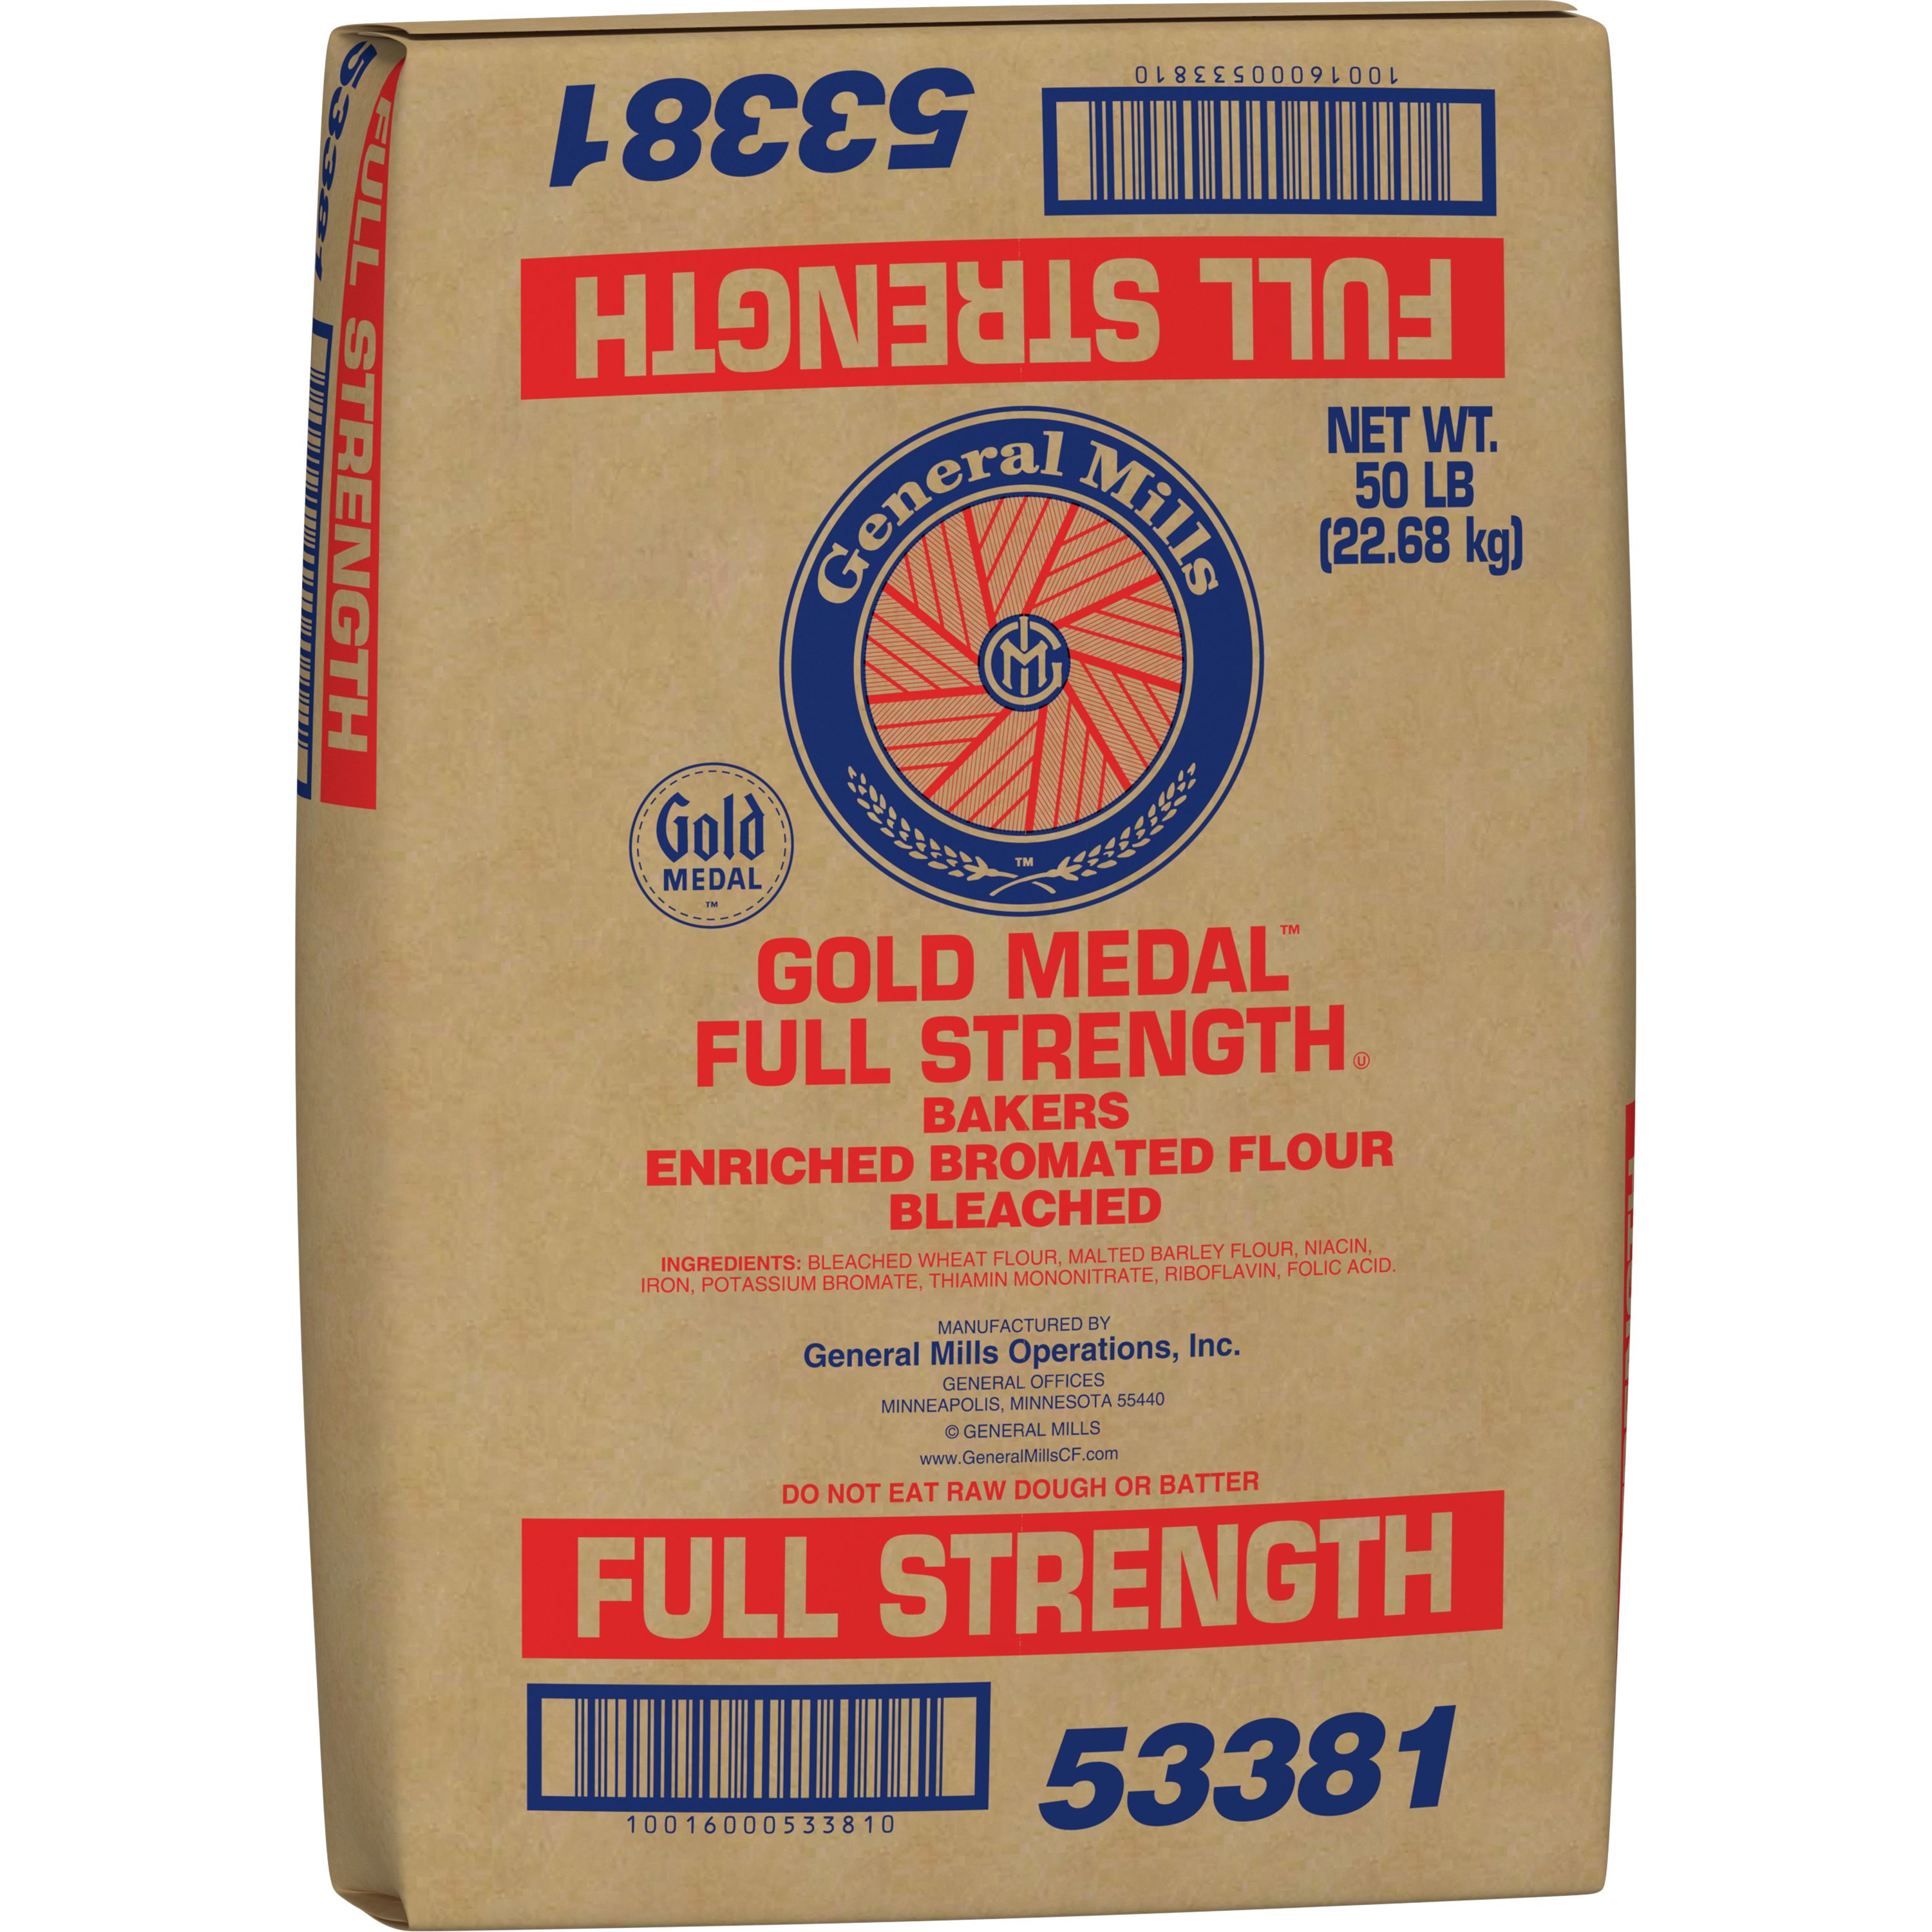 53381
10016000533810
FULL STRENGTH
53381
FULL STRENGTH
NET WT.
50 LB
(22.68 kg)
General Mills
GM
TM
Gold
MEDAL
TM
GOLD MEDAL™
FULL STRENGTH Ⓤ
BAKERS
ENRICHED BROMATED FLOUR
BLEACHED
INGREDIENTS: BLEACHED WHEAT FLOUR, MALTED BARLEY FLOUR, NIACIN,
IRON, POTASSIUM BROMATE, THIAMIN MONONITRATE, RIBOFLAVIN, FOLIC ACID.
MANUFACTURED BY
General Mills Operations, Inc.
GENERAL OFFICES
MINNEAPOLIS, MINNESOTA 55440
© GENERAL MILLS
www.GeneralMillsCF.com
DO NOT EAT RAW DOUGH OR BATTER
FULL STRENGTH
10016000533810
53381